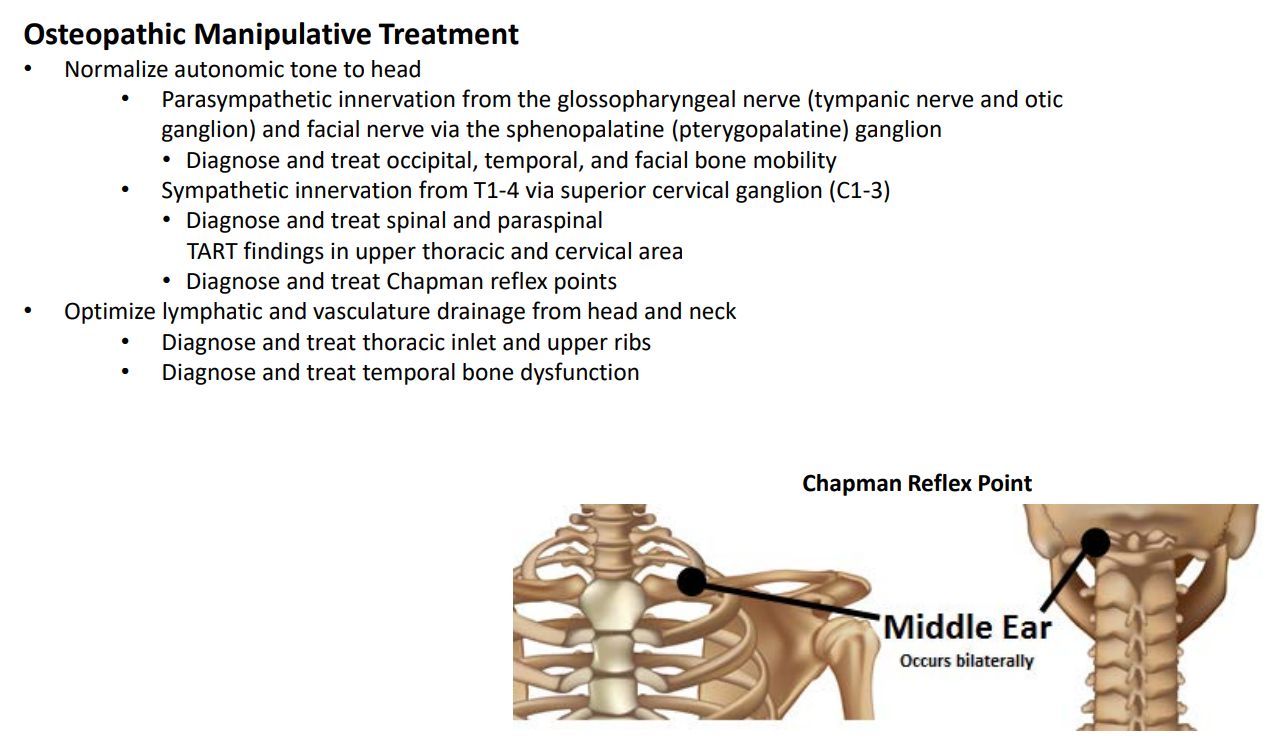 Osteopathic Manipulative Treatment
• Normalize autonomic tone to head
• Parasympathetic innervation from the glossopharyngeal nerve (tympanic nerve and otic
ganglion) and facial nerve via the sphenopalatine (pterygopalatine) ganglion
• Diagnose and treat occipital, temporal, and facial bone mobility
• Sympathetic innervation from T1-4 via superior cervical ganglion (C1-3)
• Diagnose and treat spinal and paraspinal
TART findings in upper thoracic and cervical area
• Diagnose and treat Chapman reflex points
• Optimize lymphatic and vasculature drainage from head and neck
• Diagnose and treat thoracic inlet and upper ribs
• Diagnose and treat temporal bone dysfunction
Chapman Reflex Point
Middle Ear
Occurs bilaterally